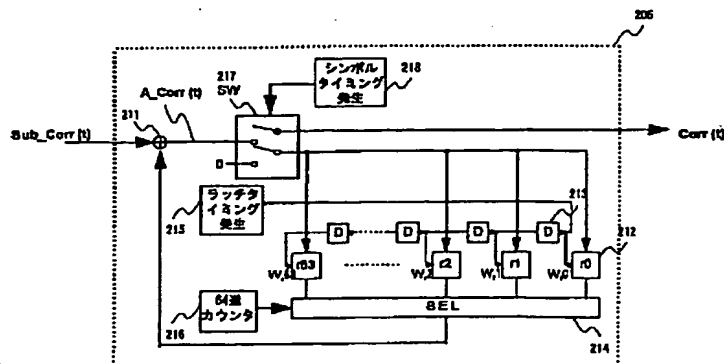 206
シンボル
タイミング
発生
218
217
SW
A_Corr(t)
211
Sub_Corr(t)
Corr(t)
0
ラッチタ
イミング
発生
215
213
D
D
D
D
212
r63
r2
r1
r0
64進
カウンタ
216
SEL
214